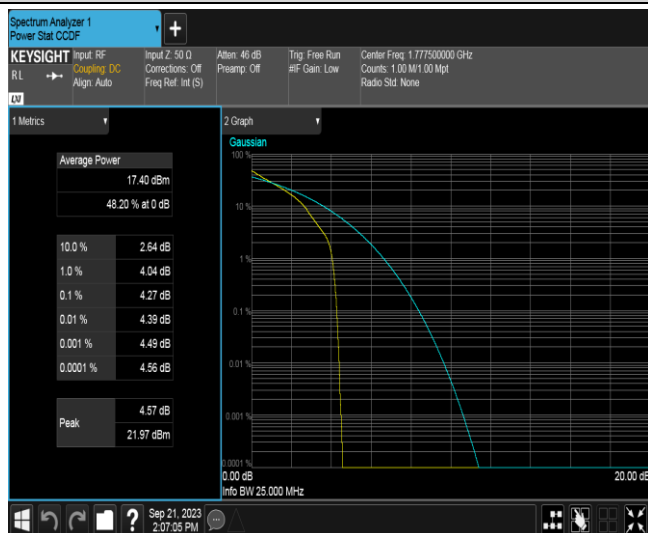 Spectrum Analyzer 1
Power Stat CCDF
+
KEYSIGHT
RL
LXI
Input: RF
Coupling: DC
Align: Auto
Input Z: 50 Ω
Corrections: Off
Freq Ref: Int (S)
Atten: 46 dB
Preamp: Off
Trig: Free Run
#IF Gain: Low
Center Freq: 1.777500000 GHz
Counts: 1.00 M/1.00 Mpt
Radio Std: None
1 Metrics
Average Power
17.40 dBm
48.20 % at 0 dB
10.0 % 2.64 dB
1.0 % 4.04 dB
0.1 % 4.27 dB
0.01 % 4.39 dB
0.001 % 4.49 dB
0.0001 % 4.56 dB
Peak
4.57 dB
21.97 dBm
2 Graph
Gaussian
100 %
10 %
1 %
0.1 %
0.01 %
0.001 %
0.0001 %
0.00 dB
20.00 dB
Info BW 25.000 MHz
?
Sep 21, 2023
2:07:05 PM